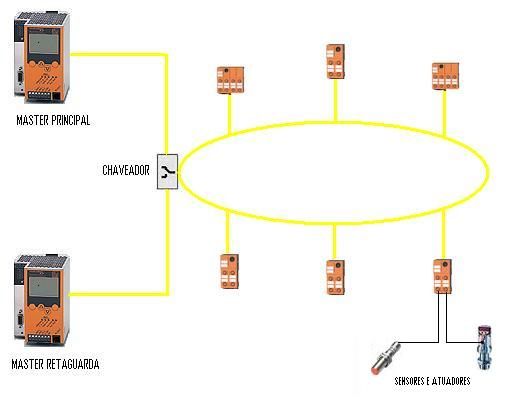 MASTER PRINCIPAL
CHAVEADOR
MASTER RETAGUARDA
SENSORES E ATUADORES